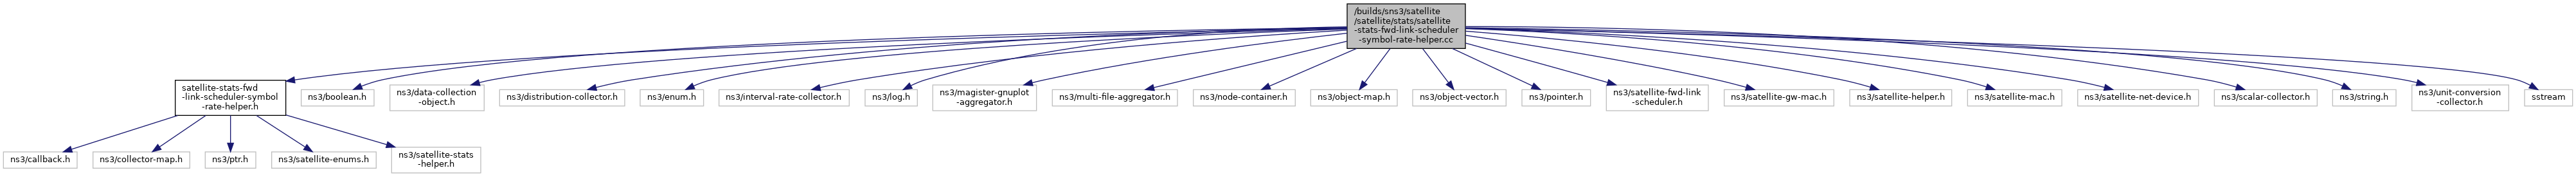 /builds/sns3/satellite
/satellite/stats/satellite
-stats-fwd-link-scheduler
-symbol-rate-helper.cc
satellite-stats-fwd
-link-scheduler-symbol
-rate-helper.h
ns3/boolean.h
ns3/data-collection
-object.h
ns3/distribution-collector.h
ns3/enum.h
ns3/interval-rate-collector.h
ns3/log.h
ns3/magister-gnuplot
-aggregator.h
ns3/multi-file-aggregator.h
ns3/node-container.h
ns3/object-map.h
ns3/object-vector.h
ns3/pointer.h
ns3/satellite-fwd-link
-scheduler.h
ns3/satellite-gw-mac.h
ns3/satellite-helper.h
ns3/satellite-mac.h
ns3/satellite-net-device.h
ns3/scalar-collector.h
ns3/string.h
ns3/unit-conversion
-collector.h
sstream
ns3/callback.h
ns3/collector-map.h
ns3/ptr.h
ns3/satellite-enums.h
ns3/satellite-stats
-helper.h